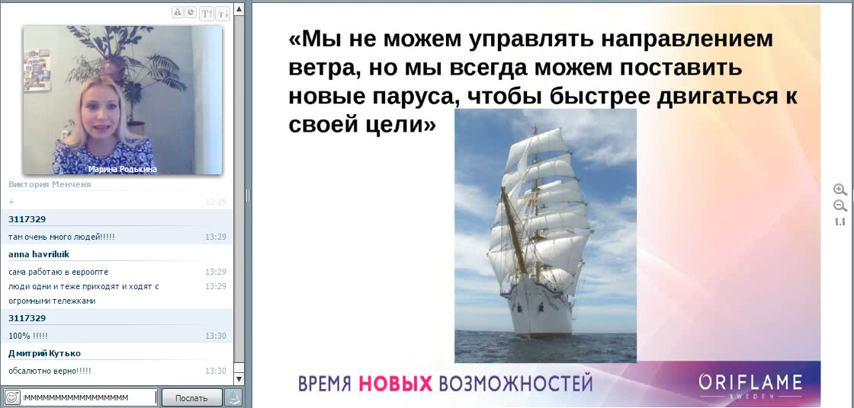 Марина Родькина
Виктория Менченя
+ 13:29
3117329
там очень много людей!!!!! 13:29
anna havriluik
сама работаю в евроопте 13:29
люди одни и теже приходят и ходят с 13:29
огромными тележками
3117329
100% !!!!! 13:30
Дмитрий Кутько
обсалютно верно!!!!! 13:30
Послать
«Мы не можем управлять направлением
ветра, но мы всегда можем поставить
новые паруса, чтобы быстрее двигаться к
своей цели»
ВРЕМЯ НОВЫХ ВОЗМОЖНОСТЕЙ
ORIFLAME
SWEDEN
1.1